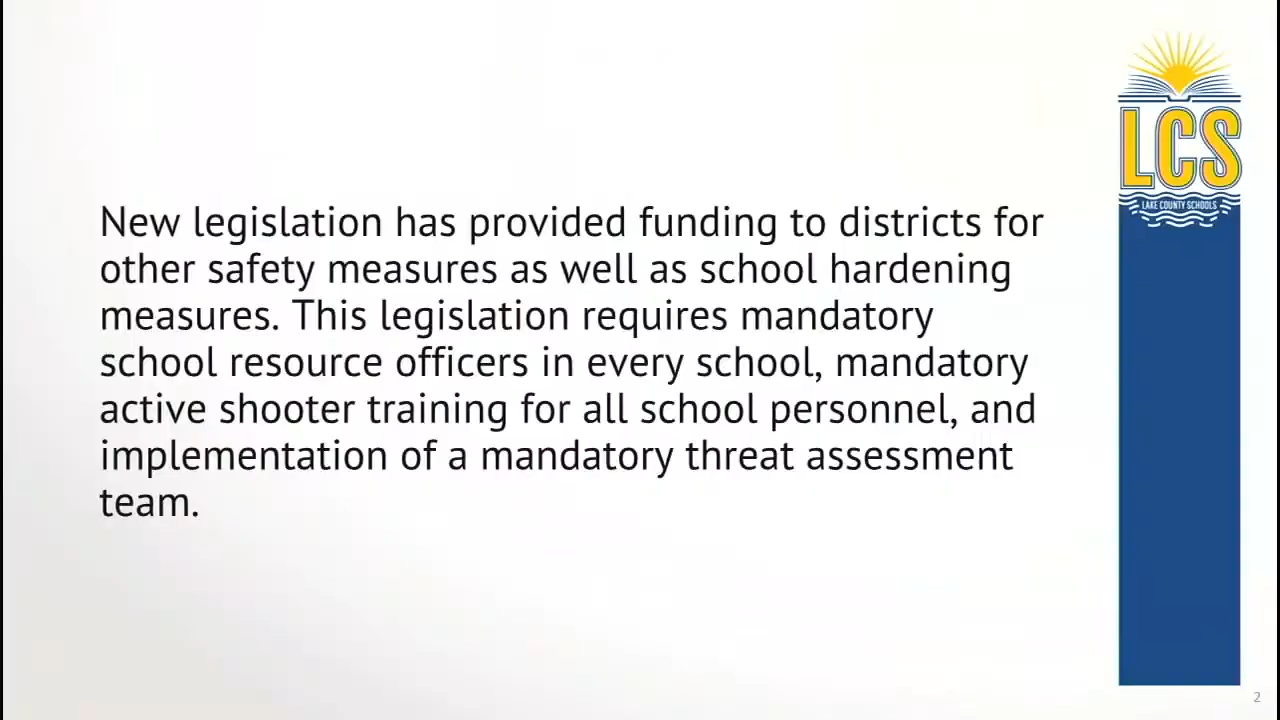 New legislation has provided funding to districts for
other safety measures as well as school hardening
measures. This legislation requires mandatory
school resource officers in every school, mandatory
active shooter training for all school personnel, and
implementation of a mandatory threat assessment
team.
LCS
LAKE COUNTY SCHOOLS
2